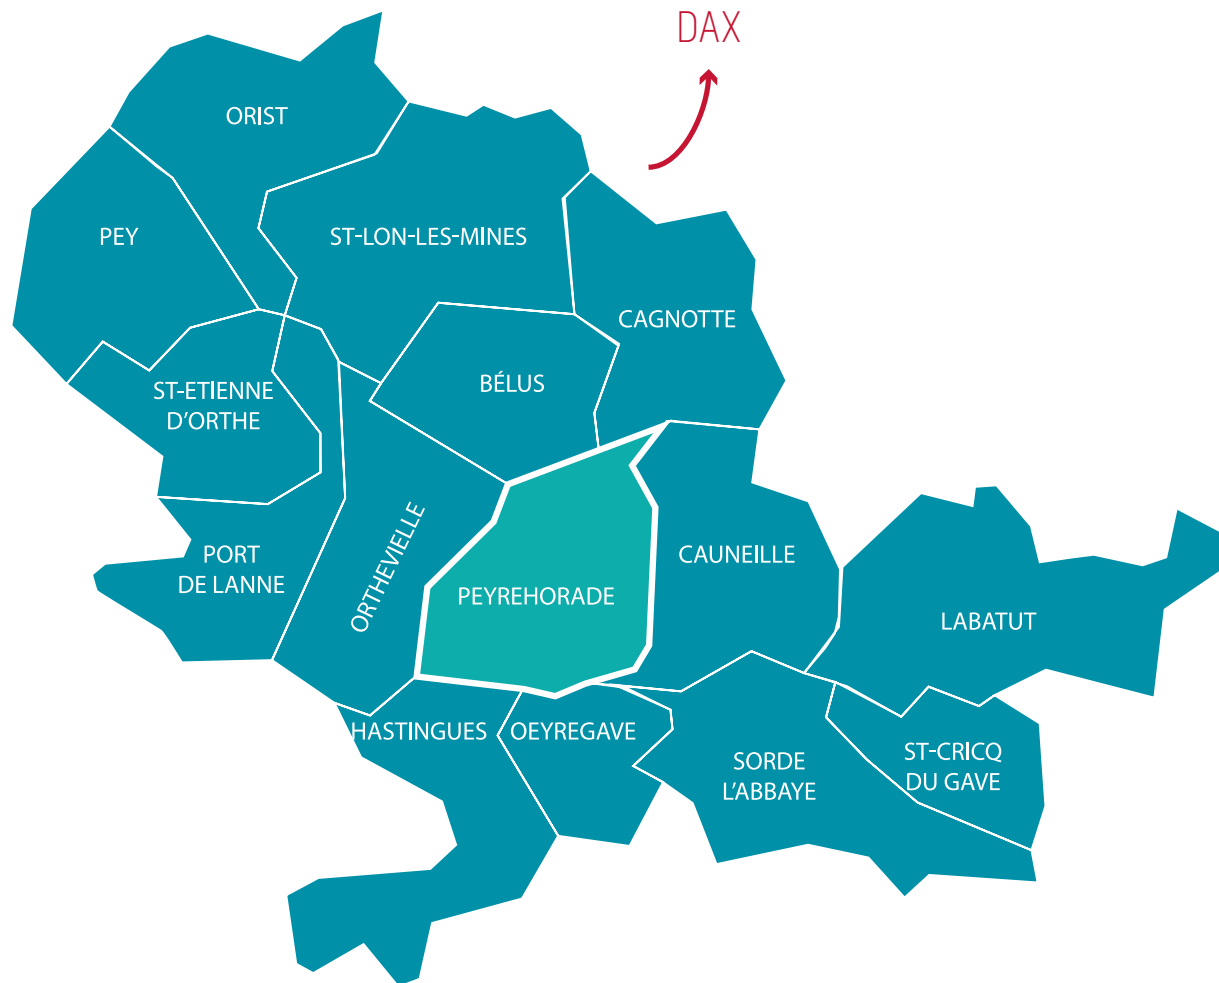 DAX
ORIST
PEY
ST-LON-LES-MINES
CAGNOTTE
ST-ETIENNE
D'ORTHE
BÉLUS
PORT
DE LANNE
ORTHEVIELLE
PEYREHORADE
CAUNEILLE
LABATUT
HASTINGUES
OEYREGAVE
SORDE
L'ABBAYE
ST-CRICQ
DU GAVE